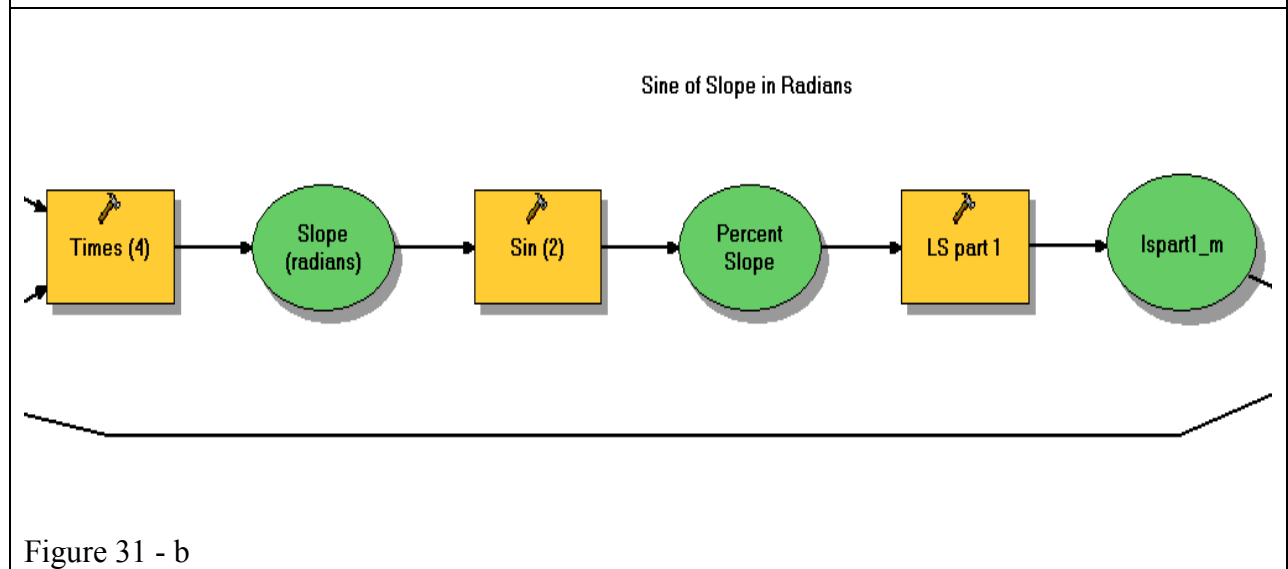 Sine of Slope in Radians
Times (4)
Slope
(radians)
Sin (2)
Percent
Slope
LS part 1
lspart1_m
Figure 31 - b